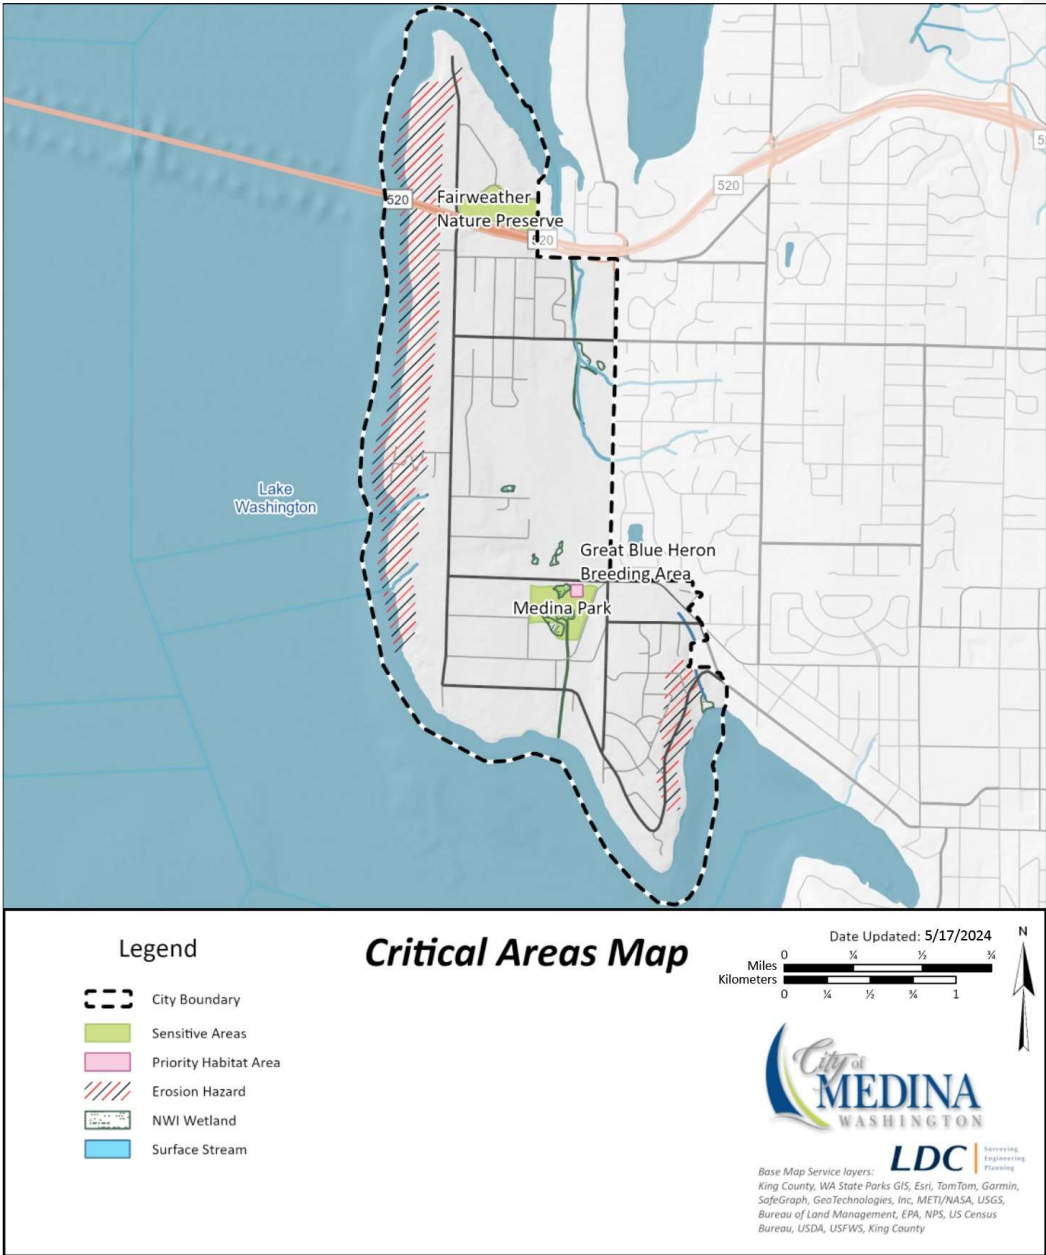 520
5
520
Fairweather
Nature Preserve
520
Lake
Washington
Great Blue Heron
Breeding Area
Medina Park
Legend
City Boundary
Sensitive Areas
Priority Habitat Area
Erosion Hazard
NWI Wetland
Surface Stream
Critical Areas Map
Date Updated: 5/17/2024
N
0 ¼ ½ ¾
Miles
Kilometers
0 ¼ ½ ¾ 1
City of
MEDINA
WASHINGTON
LDC
Surveying
Engineering
Planning
Base Map Service layers:
King County, WA State Parks GIS, Esri, TomTom, Garmin,
SafeGraph, GeoTechnologies, Inc, METI/NASA, USGS,
Bureau of Land Management, EPA, NPS, US Census
Bureau, USDA, USFWS, King County